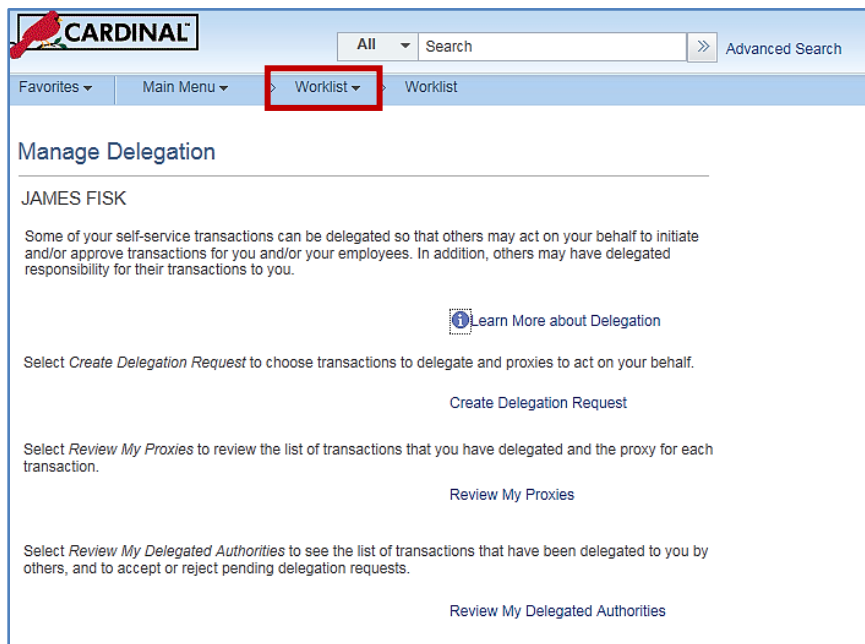 CARDINAL™
All Search » Advanced Search
Favorites Main Menu > Worklist > Worklist
Manage Delegation
JAMES FISK
Some of your self-service transactions can be delegated so that others may act on your behalf to initiate
and/or approve transactions for you and/or your employees. In addition, others may have delegated
responsibility for their transactions to you.
Learn More about Delegation
Select Create Delegation Request to choose transactions to delegate and proxies to act on your behalf.
Create Delegation Request
Select Review My Proxies to review the list of transactions that you have delegated and the proxy for each
transaction.
Review My Proxies
Select Review My Delegated Authorities to see the list of transactions that have been delegated to you by
others, and to accept or reject pending delegation requests.
Review My Delegated Authorities